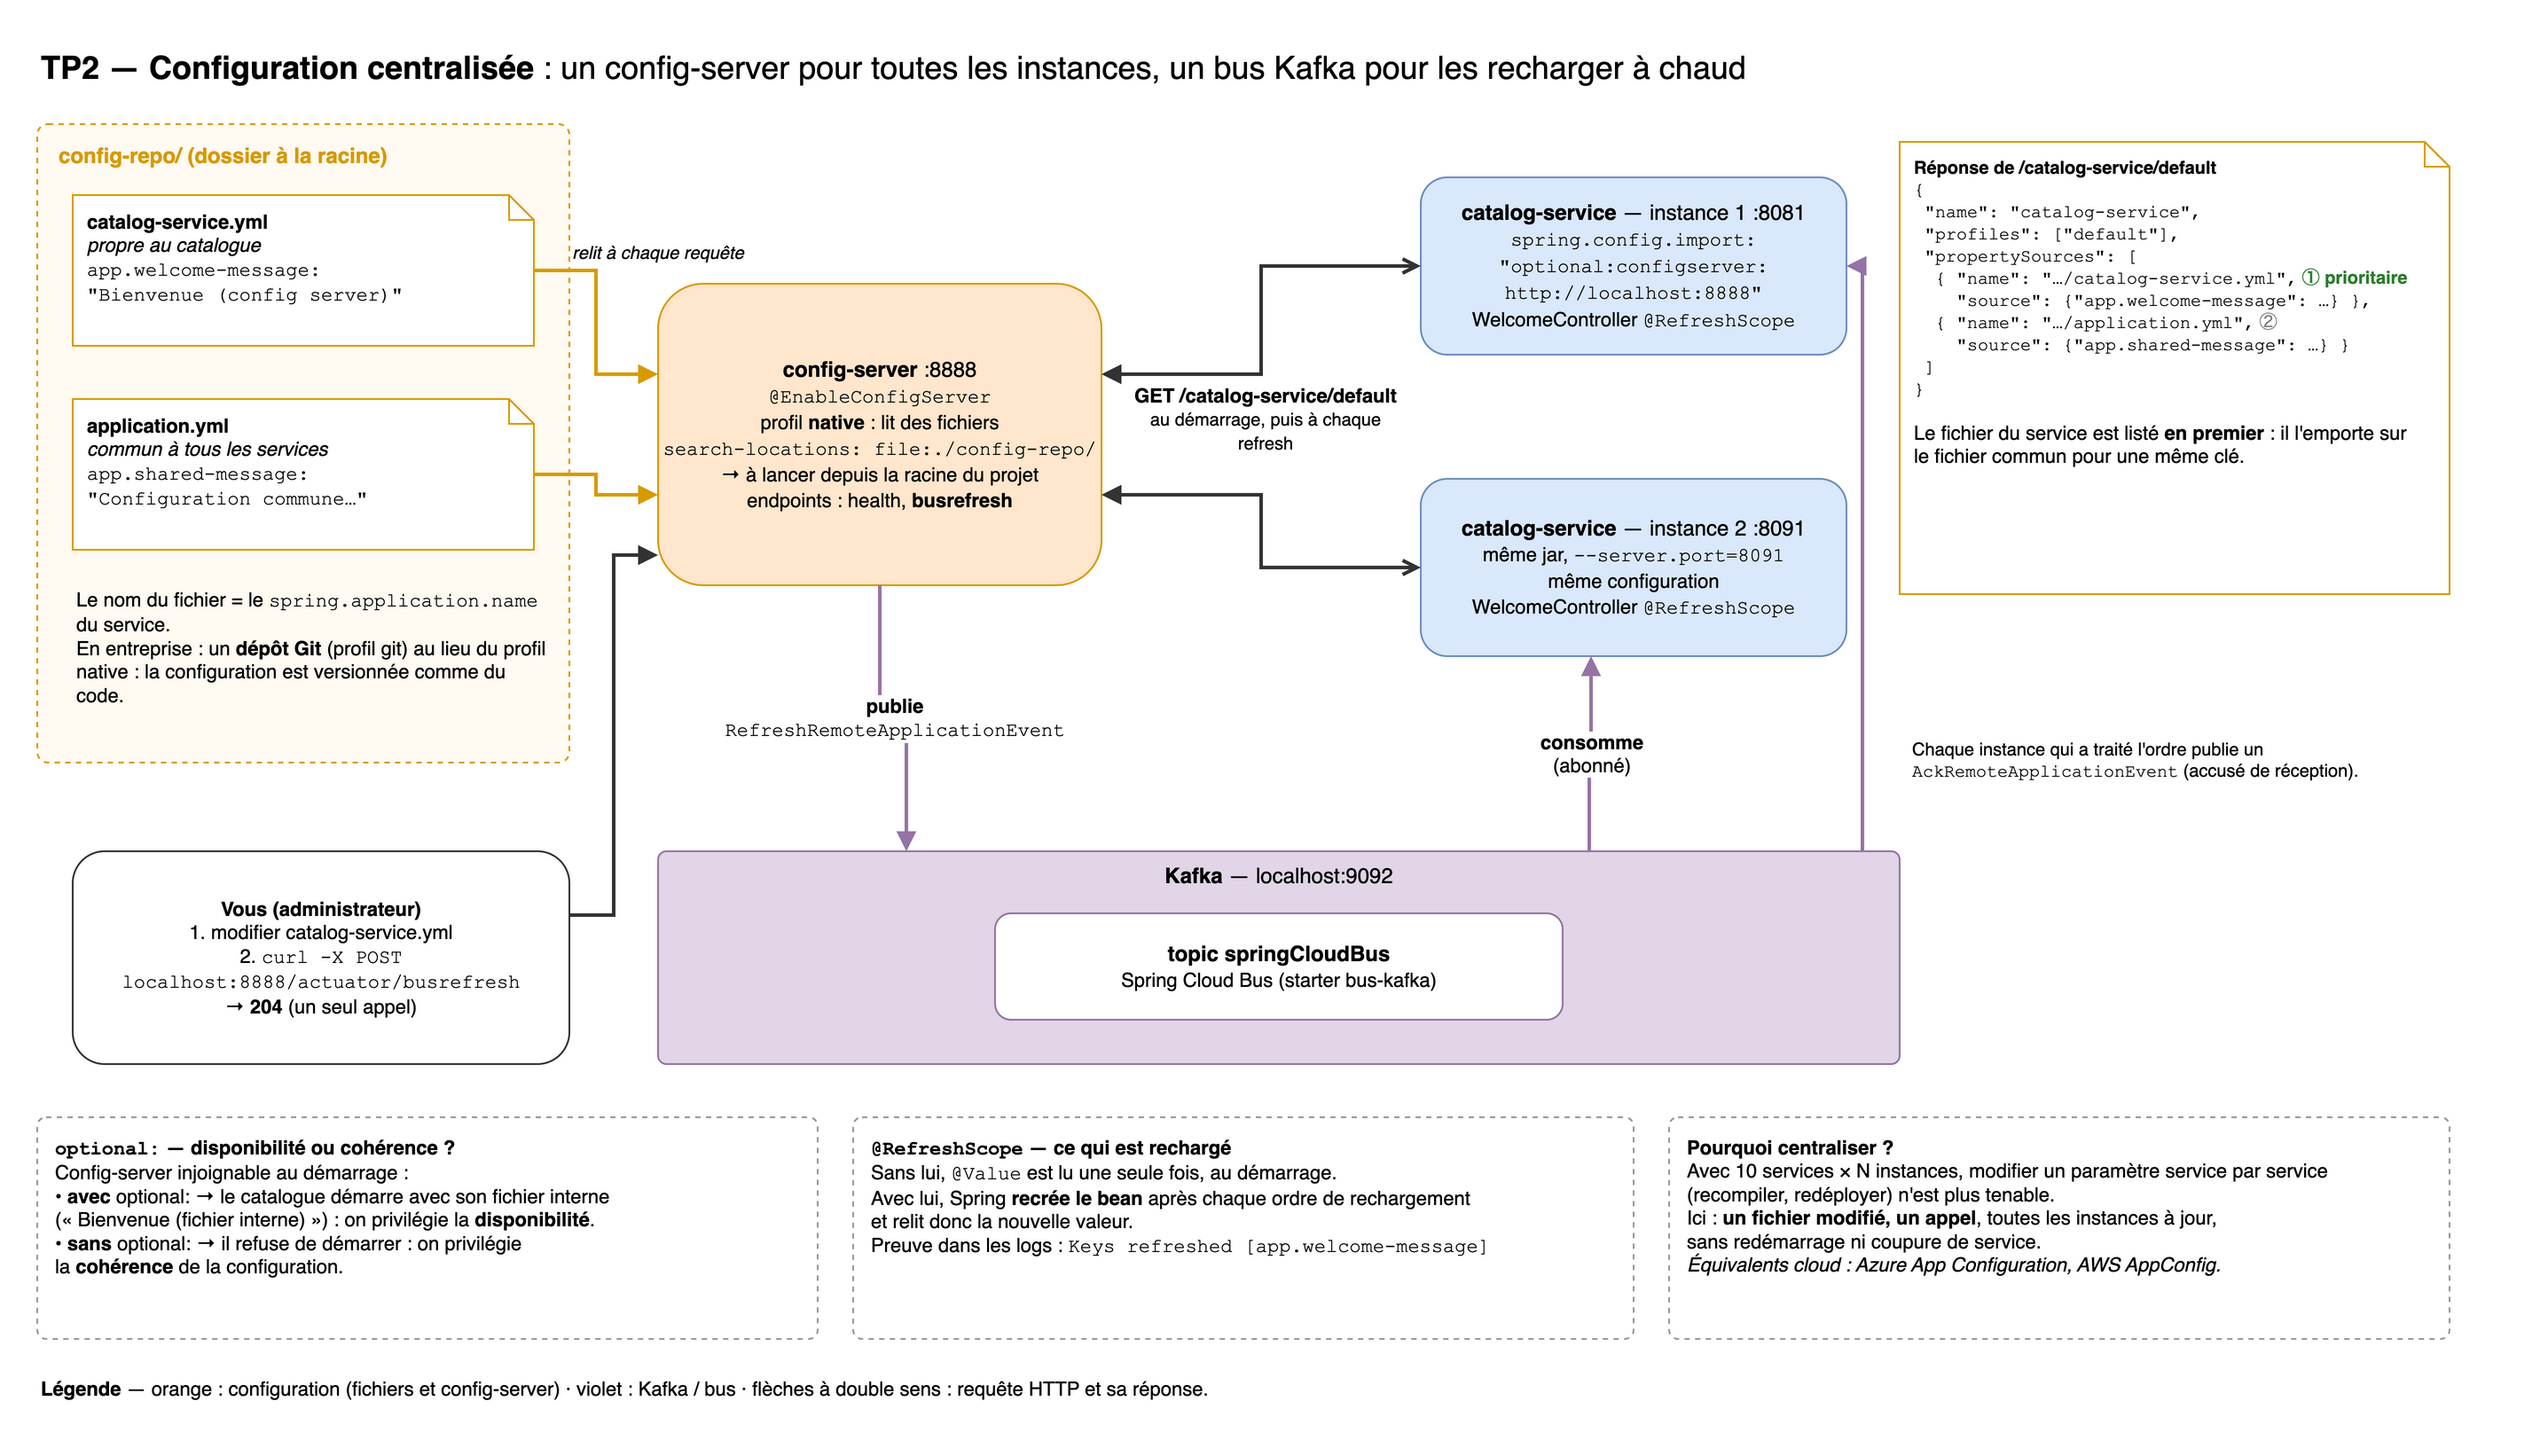 TP2 — Configuration centralisée : un config-server pour toutes les instances, un bus Kafka pour les recharger à chaud
config-repo/ (dossier à la racine)
catalog-service.yml
propre au catalogue
app.welcome-message:
"Bienvenue (config server)"
relit à chaque requête
application.yml
commun à tous les services
app.shared-message:
"Configuration commune…"
Le nom du fichier = le spring.application.name
du service.
En entreprise : un dépôt Git (profil git) au lieu du profil
native : la configuration est versionnée comme du
code.
config-server :8888
@EnableConfigServer
profil native : lit des fichiers
search-locations: file:./config-repo/
→ à lancer depuis la racine du projet
endpoints : health, busrefresh
GET /catalog-service/default
au démarrage, puis à chaque
refresh
catalog-service — instance 1 :8081
spring.config.import:
"optional:configserver:
http://localhost:8888"
WelcomeController @RefreshScope
catalog-service — instance 2 :8091
même jar, --server.port=8091
même configuration
WelcomeController @RefreshScope
Réponse de /catalog-service/default
{
"name": "catalog-service",
"profiles": ["default"],
"propertySources": [
{ "name": "…/catalog-service.yml", ① prioritaire
"source": {"app.welcome-message": …} },
{ "name": "…/application.yml", ②
"source": {"app.shared-message": …} }
]
}
Le fichier du service est listé en premier : il l'emporte sur
le fichier commun pour une même clé.
publie
RefreshRemoteApplicationEvent
consomme
(abonné)
Chaque instance qui a traité l'ordre publie un
AckRemoteApplicationEvent (accusé de réception).
Vous (administrateur)
1. modifier catalog-service.yml
2. curl -X POST
localhost:8888/actuator/busrefresh
→ 204 (un seul appel)
Kafka — localhost:9092
topic springCloudBus
Spring Cloud Bus (starter bus-kafka)
optional: — disponibilité ou cohérence ?
Config-server injoignable au démarrage :
• avec optional: → le catalogue démarre avec son fichier interne
(« Bienvenue (fichier interne) ») : on privilégie la disponibilité.
• sans optional: → il refuse de démarrer : on privilégie
la cohérence de la configuration.
@RefreshScope — ce qui est rechargé
Sans lui, @Value est lu une seule fois, au démarrage.
Avec lui, Spring recrée le bean après chaque ordre de rechargement
et relit donc la nouvelle valeur.
Preuve dans les logs : Keys refreshed [app.welcome-message]
Pourquoi centraliser ?
Avec 10 services × N instances, modifier un paramètre service par service
(recompiler, redéployer) n'est plus tenable.
Ici : un fichier modifié, un appel, toutes les instances à jour,
sans redémarrage ni coupure de service.
Équivalents cloud : Azure App Configuration, AWS AppConfig.
Légende — orange : configuration (fichiers et config-server) · violet : Kafka / bus · flèches à double sens : requête HTTP et sa réponse.